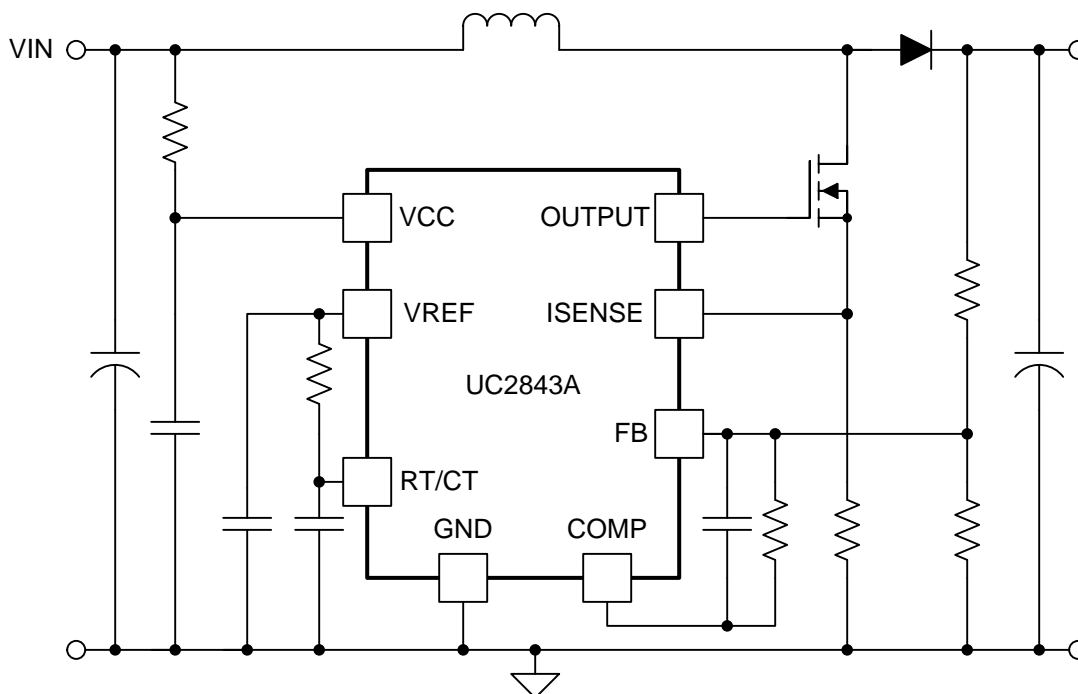 VIN
VCC
OUTPUT
VREF
ISENSE
UC2843A
FB
RT/CT
GND
COMP